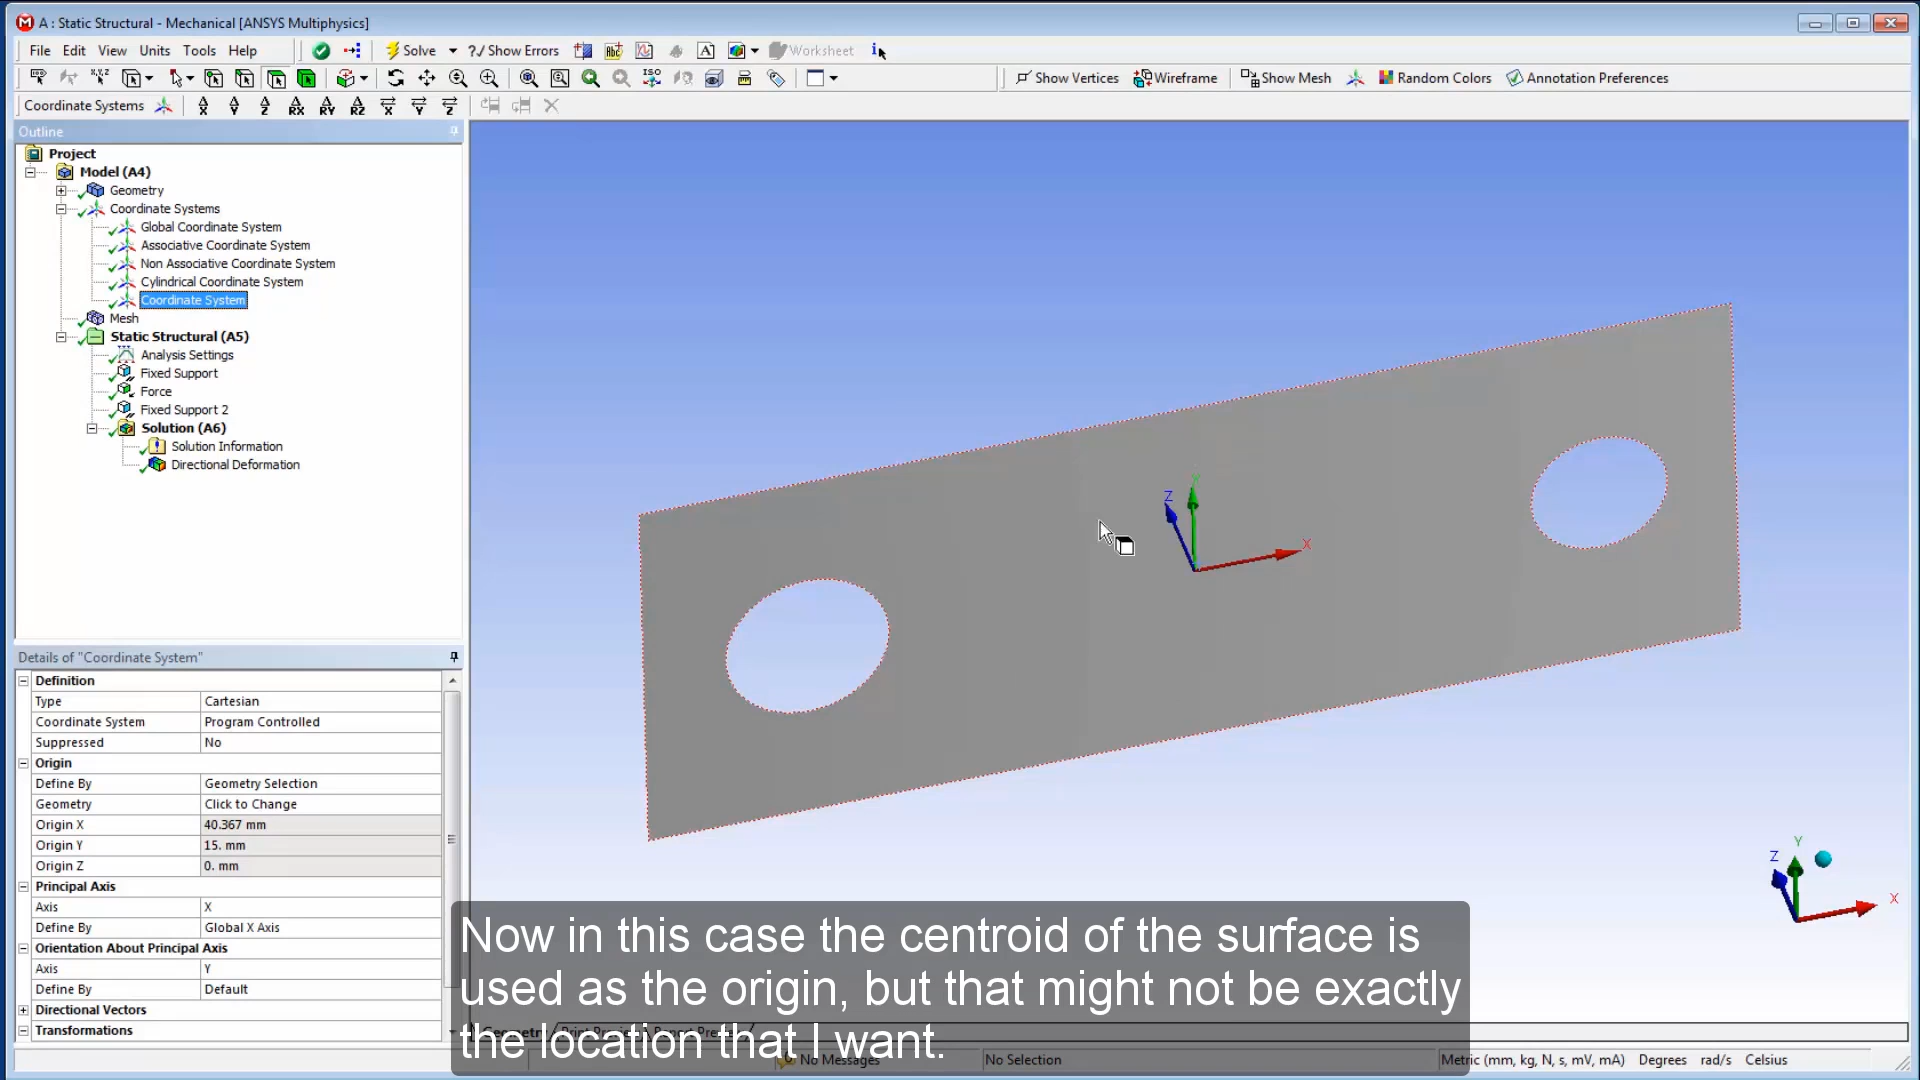 A : Static Structural - Mechanical [ANSYS Multiphysics]
File Edit View Units Tools Help Solve ?/ Show Errors Worksheet
Show Vertices Wireframe Show Mesh Random Colors Annotation Preferences
Coordinate Systems X Y Z RX RY RZ X Y Z
Outline
Project
Model (A4)
Geometry
Coordinate Systems
Global Coordinate System
Associative Coordinate System
Non Associative Coordinate System
Cylindrical Coordinate System
Coordinate System
Mesh
Static Structural (A5)
Analysis Settings
Fixed Support
Force
Fixed Support 2
Solution (A6)
Solution Information
Directional Deformation
Details of "Coordinate System"
Definition
Type Cartesian
Coordinate System Program Controlled
Suppressed No
Origin
Define By Geometry Selection
Geometry Click to Change
Origin X 40.367 mm
Origin Y 15. mm
Origin Z 0. mm
Principal Axis
Axis X
Define By Global X Axis
Orientation About Principal Axis
Axis Y
Define By Default
Directional Vectors
Transformations
Z Y X
Z Y X
Now in this case the centroid of the surface is
used as the origin, but that might not be exactly
the location that I want.
No Messages No Selection Metric (mm, kg, N, s, mV, mA) Degrees rad/s Celsius